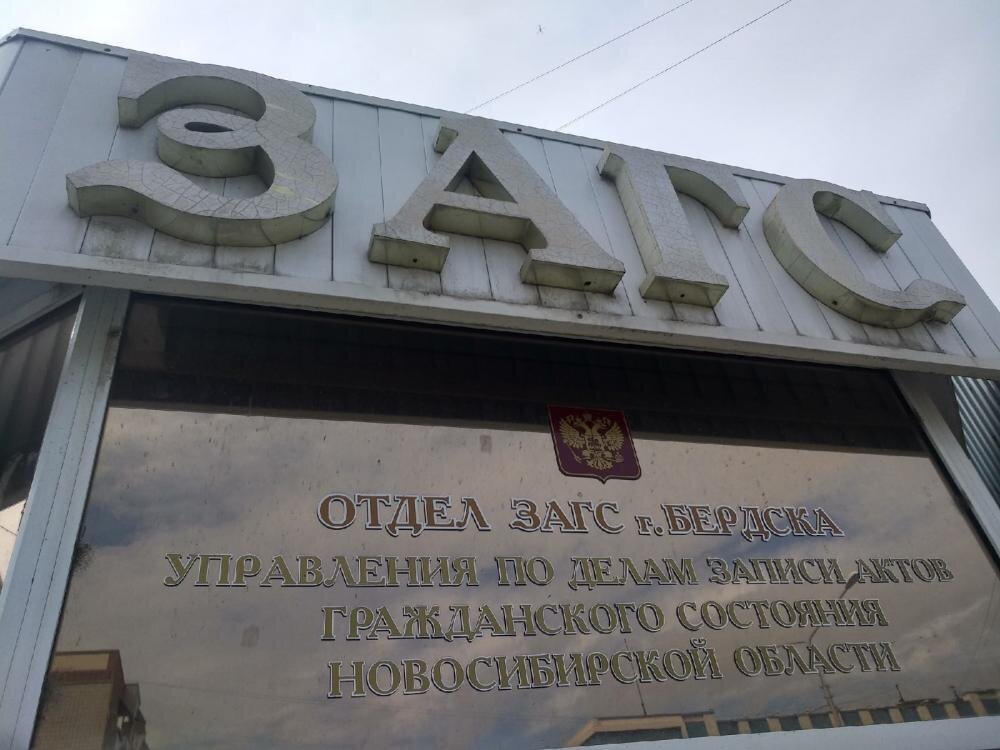 ЗАГС
ОТДЕЛ ЗАГС г. БЕРДСКА
УПРАВЛЕНИЯ ПО ДЕЛАМ ЗАПИСИ АКТОВ
ГРАЖДАНСКОГО СОСТОЯНИЯ
НОВОСИБИРСКОЙ ОБЛАСТИ